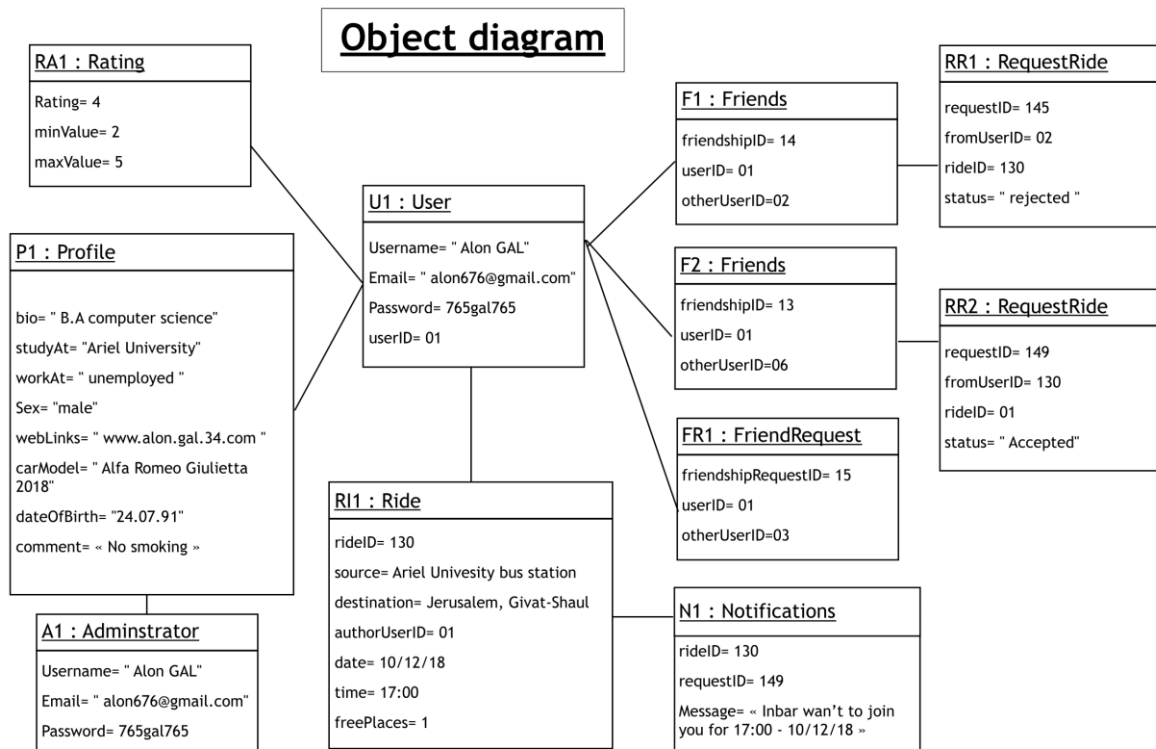 Object diagram
RA1 : Rating
Rating= 4
minValue= 2
maxValue= 5
P1 : Profile
bio= " B.A computer science"
studyAt= "Ariel University"
workAt= " unemployed "
Sex= "male"
webLinks= " www.alon.gal.34.com "
carModel= " Alfa Romeo Giulietta
2018"
dateOfBirth= "24.07.91"
comment= « No smoking »
A1 : Adminstrator
Username= " Alon GAL"
Email= " alon676@gmail.com"
Password= 765gal765
U1 : User
Username= " Alon GAL"
Email= " alon676@gmail.com"
Password= 765gal765
userID= 01
RI1 : Ride
rideID= 130
source= Ariel Univesity bus station
destination= Jerusalem, Givat-Shaul
authorUserID= 01
date= 10/12/18
time= 17:00
freePlaces= 1
F1 : Friends
friendshipID= 14
userID= 01
otherUserID=02
F2 : Friends
friendshipID= 13
userID= 01
otherUserID=06
FR1 : FriendRequest
friendshipRequestID= 15
userID= 01
otherUserID=03
N1 : Notifications
rideID= 130
requestID= 149
Message= « Inbar wan’t to join
you for 17:00 - 10/12/18 »
RR1 : RequestRide
requestID= 145
fromUserID= 02
rideID= 130
status= " rejected "
RR2 : RequestRide
requestID= 149
fromUserID= 130
rideID= 01
status= " Accepted"